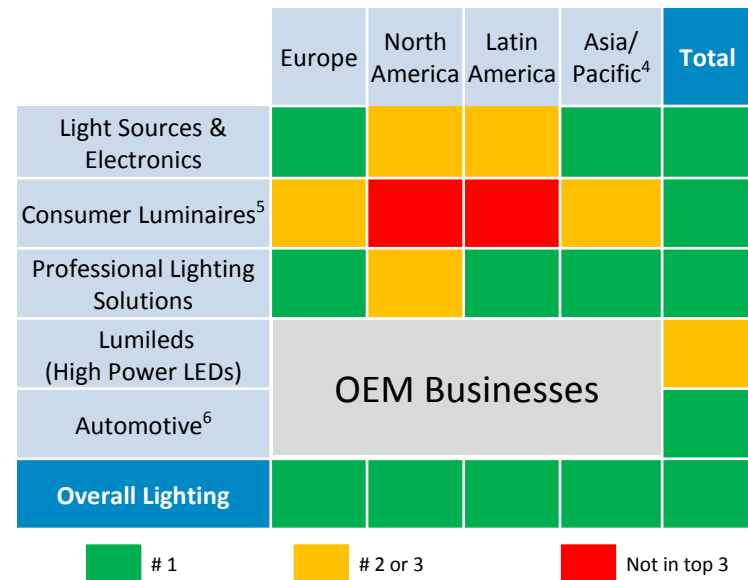 Europe
North
America
Latin
America
Asia/
Pacific4
Total
Light Sources &
Electronics
Consumer Luminaires5
Professional Lighting
Solutions
Lumileds
(High Power LEDs)
OEM Businesses
Automotive6
Overall Lighting
# 1
# 2 or 3
Not in top 3